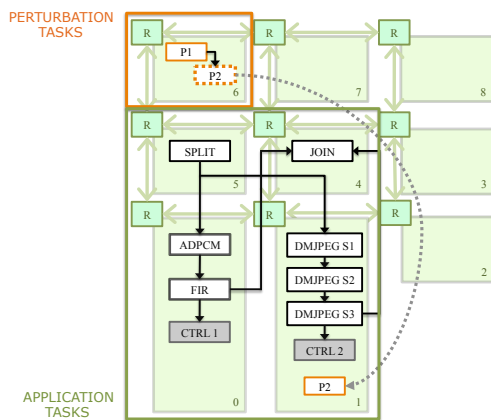 PERTURBATION
TASKS
R R R
P1
P2
6 7 8
R R R
SPLIT JOIN
5 4 3
R R R
ADPCM DMJPEG S1
DMJPEG S2
FIR
DMJPEG S3
CTRL 1
CTRL 2
P2
0 1 2
APPLICATION
TASKS